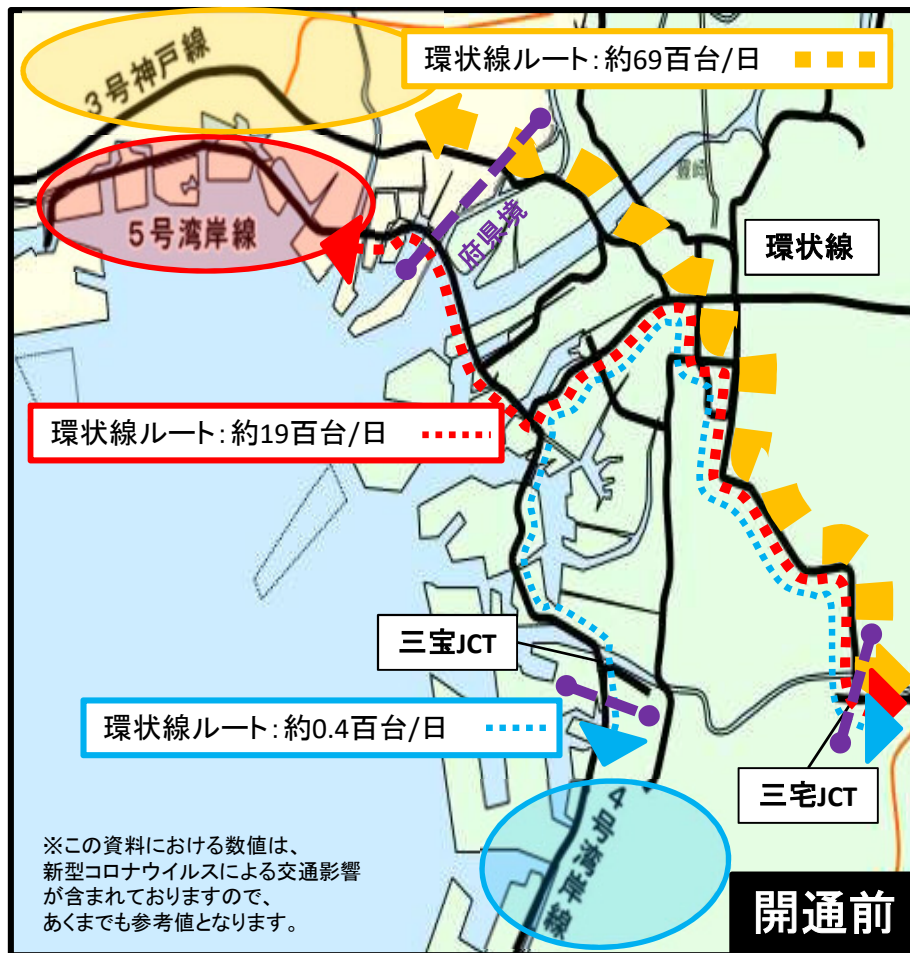 環状線ルート：約69百台/日
3号神戸線
5号湾岸線
府県境
環状線
環状線ルート：約19百台/日
三宝JCT
環状線ルート：約0.4百台/日
三宅JCT
4号湾岸線
※この資料における数値は、
新型コロナウイルスによる交通影響
が含まれておりますので、
あくまでも参考値となります。
開通前